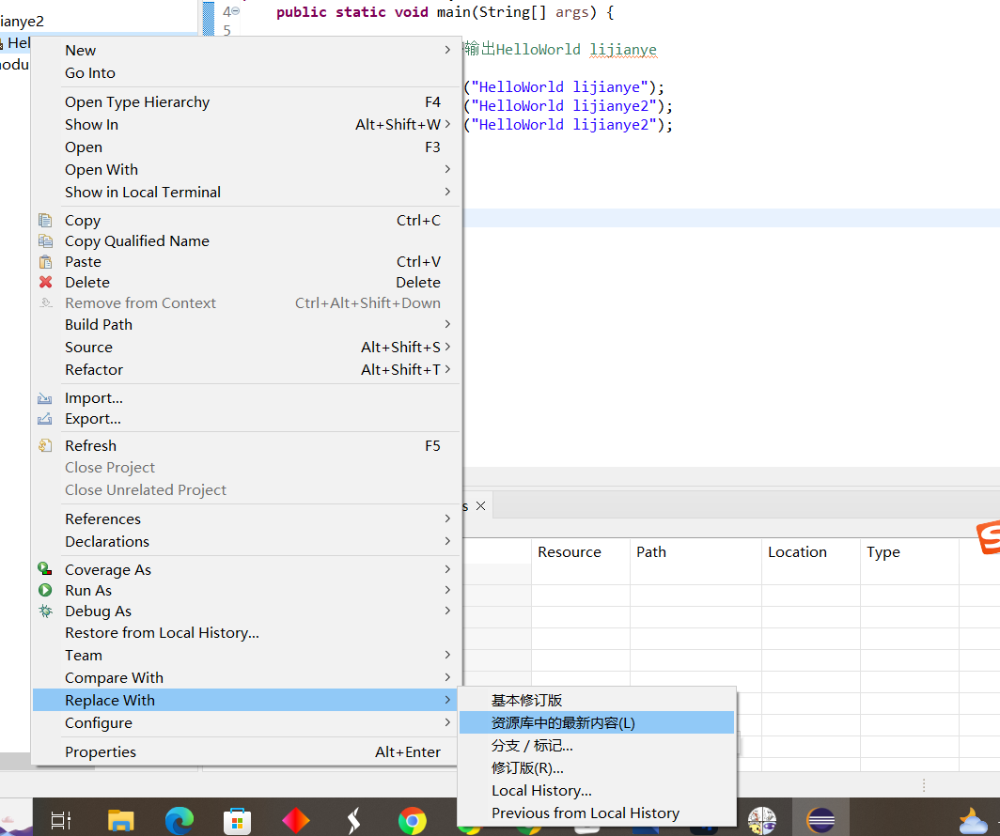 ianye2
Hel
nodu
4 public static void main(String[] args) {
5
输出HelloWorld lijianye
("HelloWorld lijianye");
("HelloWorld lijianye2");
("HelloWorld lijianye2");
New
Go Into
Open Type Hierarchy F4
Show In Alt+Shift+W
Open F3
Open With
Show in Local Terminal
Copy Ctrl+C
Copy Qualified Name
Paste Ctrl+V
Delete Delete
Remove from Context Ctrl+Alt+Shift+Down
Build Path
Source Alt+Shift+S
Refactor Alt+Shift+T
Import...
Export...
Refresh F5
Close Project
Close Unrelated Project
References
Declarations
Coverage As
Run As
Debug As
Restore from Local History...
Team
Compare With
Replace With
Configure
Properties Alt+Enter
s
Resource Path Location Type
基本修订版
资源库中的最新内容(L)
分支 / 标记...
修订版(R)...
Local History...
Previous from Local History